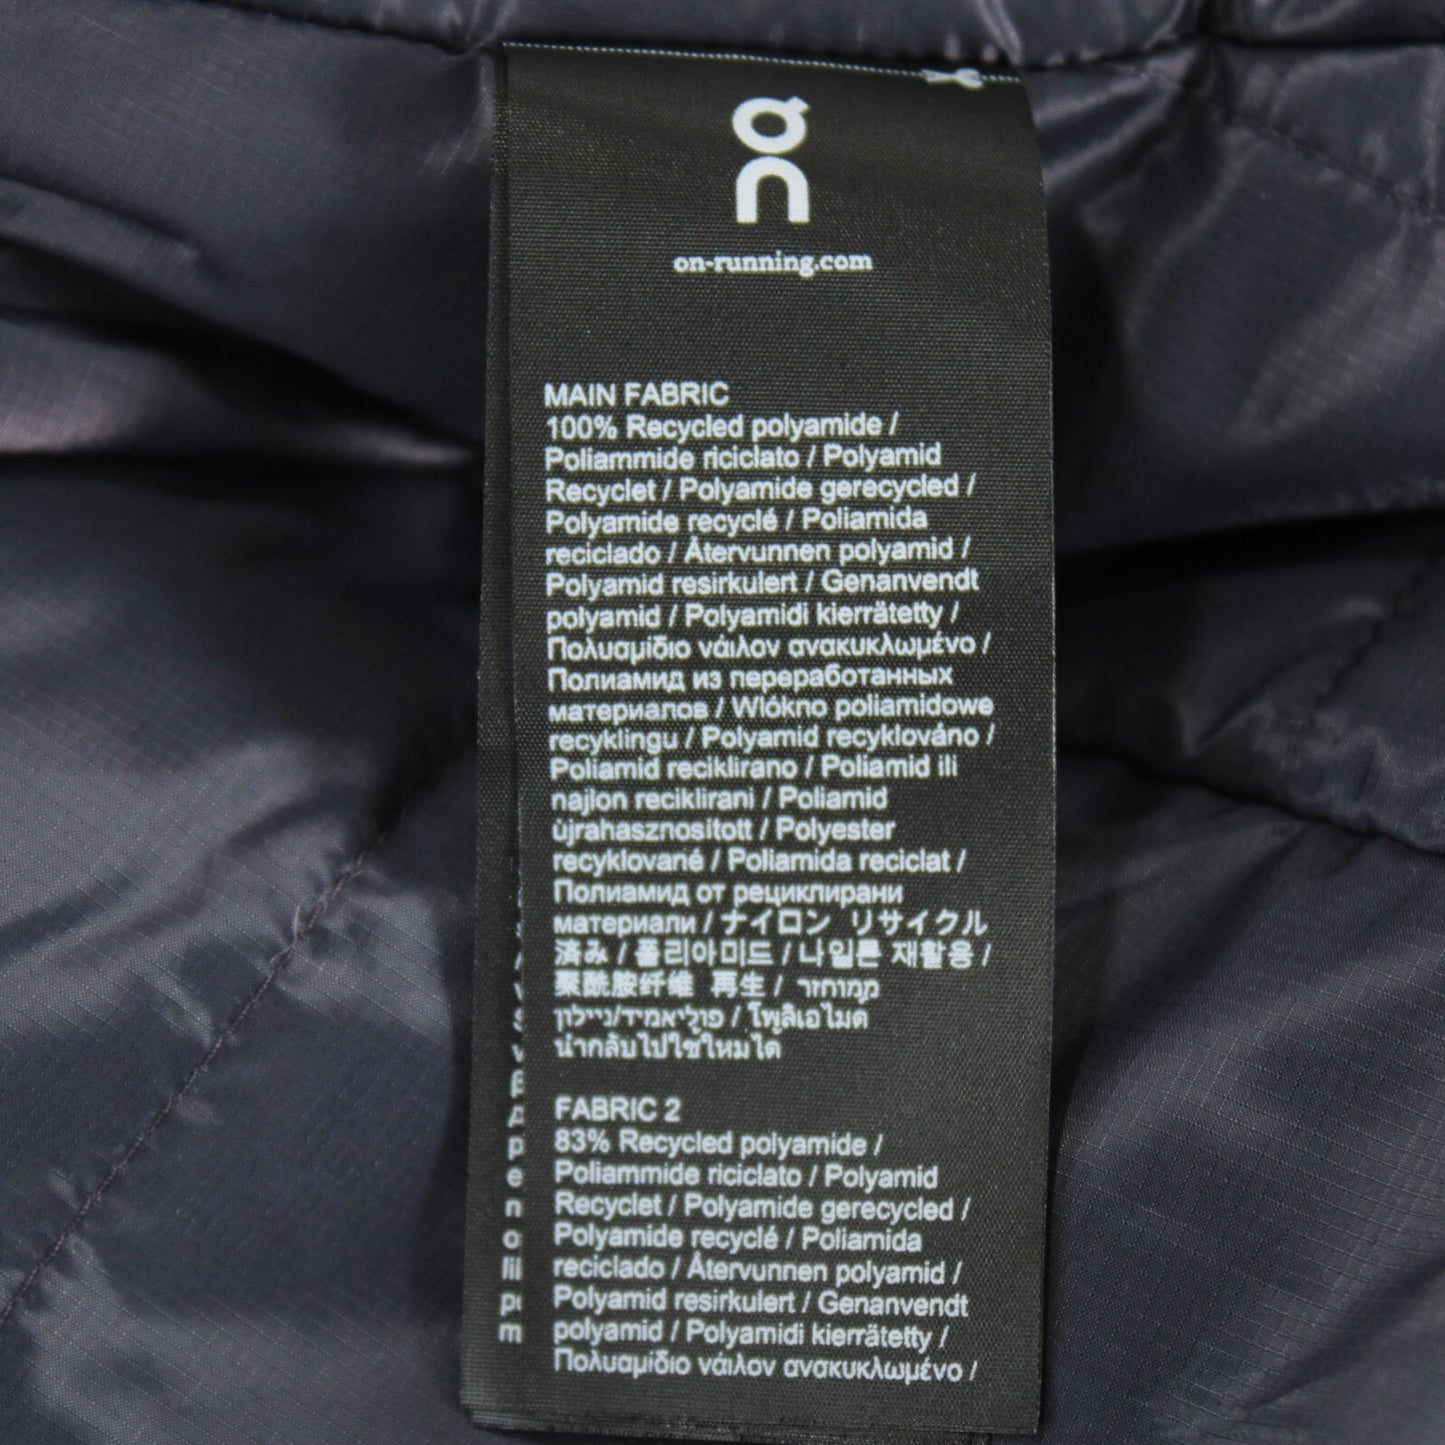 on
on-running.com
MAIN FABRIC
100% Recycled polyamide /
Poliammide riciclato / Polyamid
Recyclet / Polyamide gerecycled /
Polyamide recyclé / Poliamida
reciclado / Återvunnen polyamid /
Polyamid resirkulert / Genanvendt
polyamid / Polyamidi kierrätetty /
Πολυαμίδιο νάιλον ανακυκλωμένο /
Полиамид из переработанных
материалов / Wlókno poliamidowe
recyklingu / Polyamid recyklováno /
Poliamid reciklirano / Poliamid ili
najlon reciklirani / Poliamid
újrahasznosított / Polyester
recyklované / Poliamida reciclat /
Полиамид от рециклирани
материали / ナイロン リサイクル
済み / 폴리아미드 / 나일론 재활용 /
聚酰胺纤维 再生 / ממוחזר
פוליאמיד/ניילון / โพลิเอไมด์
นำกลับไปใช้ใหม่ได้
FABRIC 2
83% Recycled polyamide /
Poliammide riciclato / Polyamid
Recyclet / Polyamide gerecycled /
Polyamide recyclé / Poliamida
reciclado / Återvunnen polyamid /
Polyamid resirkulert / Genanvendt
polyamid / Polyamidi kierrätetty /
Πολυαμίδιο νάιλον ανακυκλωμένο /